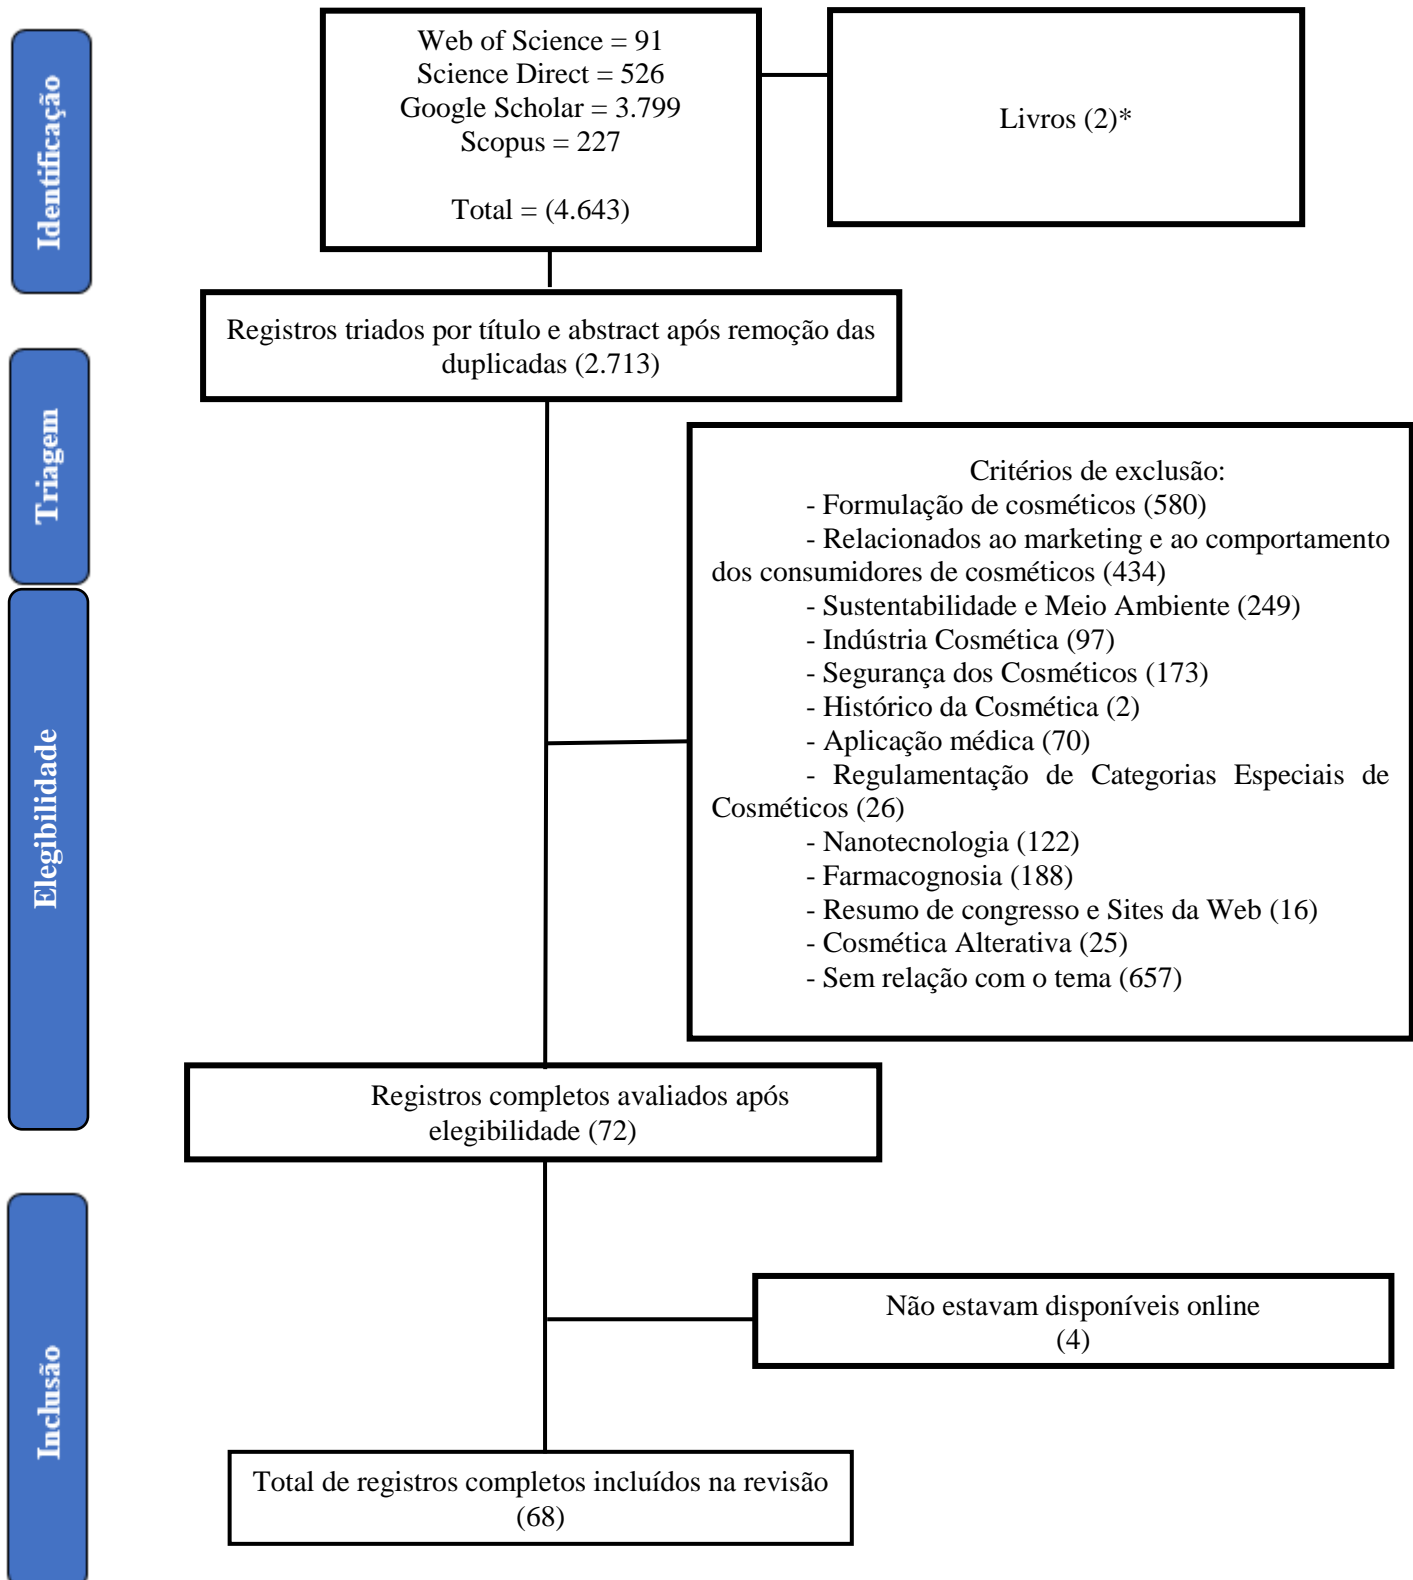 Identificação
Web of Science = 91
Science Direct = 526
Google Scholar = 3.799
Scopus = 227
Total = (4.643)
Livros (2)*
Triagem
Registros triados por título e abstract após remoção das
duplicadas (2.713)
Elegibilidade
Critérios de exclusão:
- Formulação de cosméticos (580)
- Relacionados ao marketing e ao comportamento
dos consumidores de cosméticos (434)
- Sustentabilidade e Meio Ambiente (249)
- Indústria Cosmética (97)
- Segurança dos Cosméticos (173)
- Histórico da Cosmética (2)
- Aplicação médica (70)
- Regulamentação de Categorias Especiais de
Cosméticos (26)
- Nanotecnologia (122)
- Farmacognosia (188)
- Resumo de congresso e Sites da Web (16)
- Cosmética Alterativa (25)
- Sem relação com o tema (657)
Registros completos avaliados após
elegibilidade (72)
Inclusão
Não estavam disponíveis online
(4)
Total de registros completos incluídos na revisão
(68)